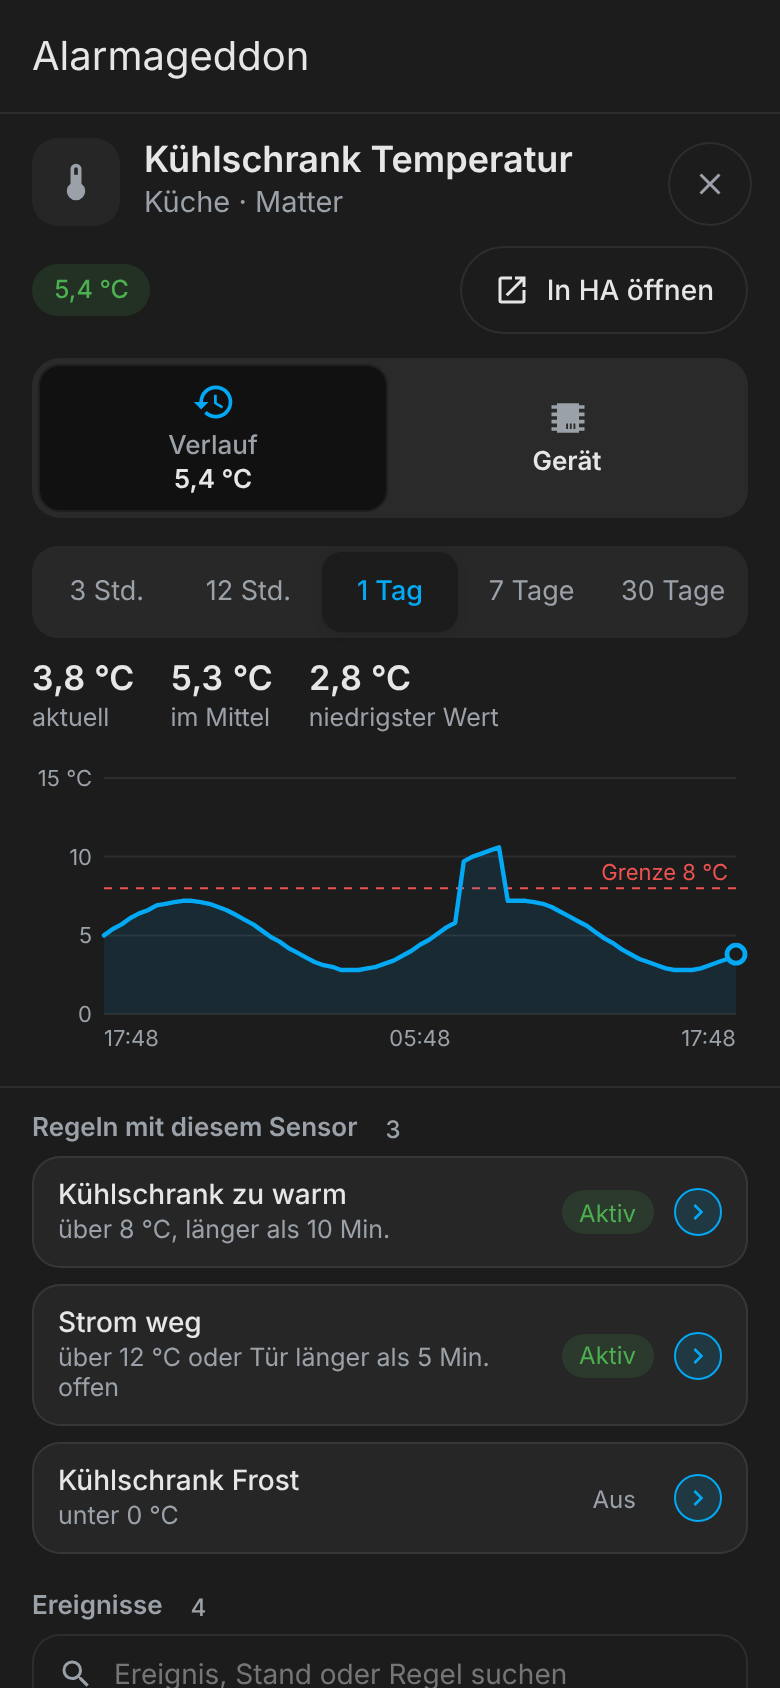 Alarmageddon
Kühlschrank Temperatur
Küche · Matter
5,4 °C
In HA öffnen
Verlauf
5,4 °C
Gerät
3 Std.
12 Std.
1 Tag
7 Tage
30 Tage
3,8 °C
aktuell
5,3 °C
im Mittel
2,8 °C
niedrigster Wert
15 °C
10
Grenze 8 °C
5
0
17:48
05:48
17:48
Regeln mit diesem Sensor 3
Kühlschrank zu warm
über 8 °C, länger als 10 Min.
Aktiv
Strom weg
über 12 °C oder Tür länger als 5 Min.
offen
Aktiv
Kühlschrank Frost
unter 0 °C
Aus
Ereignisse 4
Ereignis, Stand oder Regel suchen